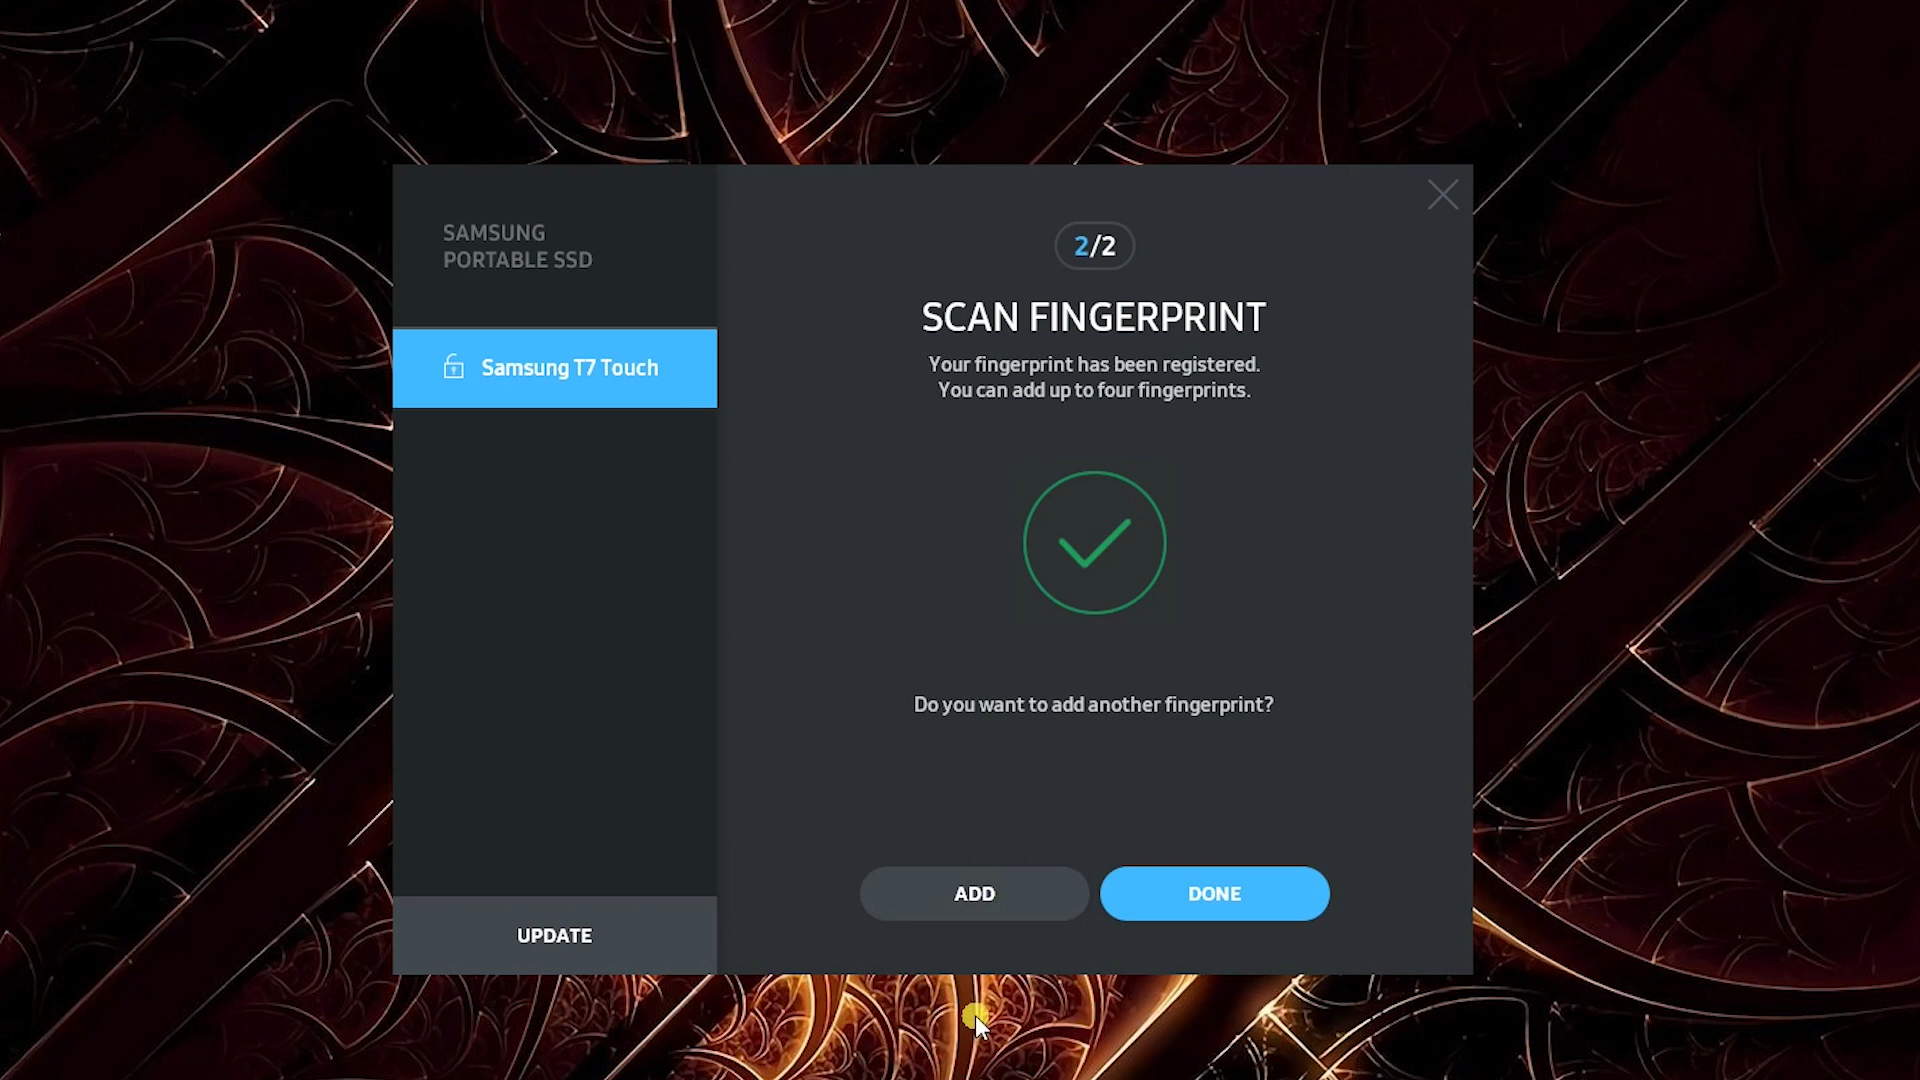 SAMSUNG
PORTABLE SSD
Samsung T7 Touch
UPDATE
2/2
SCAN FINGERPRINT
Your fingerprint has been registered.
You can add up to four fingerprints.
Do you want to add another fingerprint?
ADD
DONE